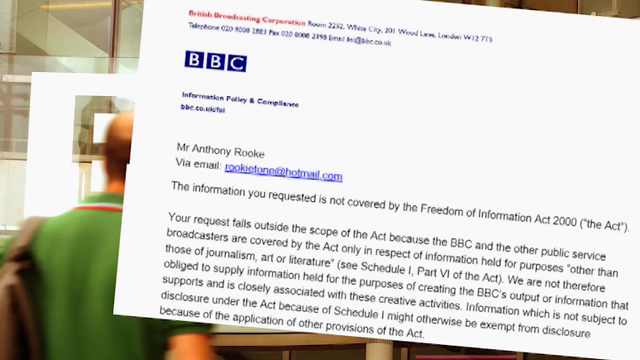 British Broadcasting Corporation Room 2252, White City, 201 Wood Lane, London W12 7TS
Telephone 020 8008 2883 Fax 020 8008 2398 Email foi@bbc.co.uk
BBC
Information Policy & Compliance
bbc.co.uk/foi
Mr Anthony Rooke
Via email: rookietone@hotmail.com
The information you requested is not covered by the Freedom of Information Act 2000 (“the Act”).
Your request falls outside the scope of the Act because the BBC and the other public service
broadcasters are covered by the Act only in respect of information held for purposes “other than
those of journalism, art or literature” (see Schedule I, Part VI of the Act). We are not therefore
obliged to supply information held for the purposes of creating the BBC’s output or information that
supports and is closely associated with these creative activities. Information which is not subject to
disclosure under the Act because of Schedule I might otherwise be exempt from disclosure
because of the application of other provisions of the Act.